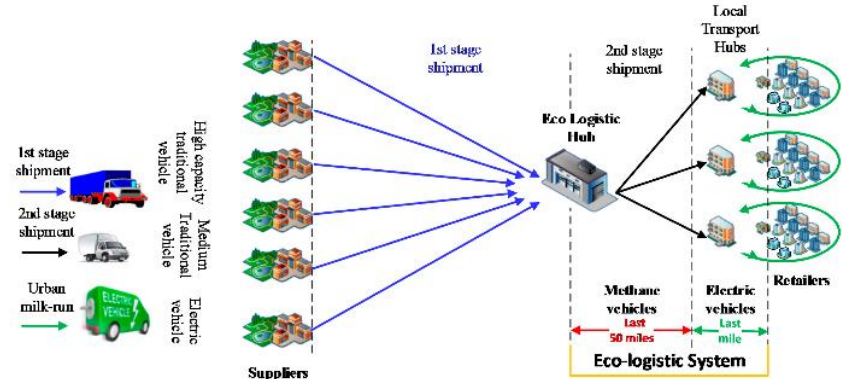 1st stage
shipment
High capacity
traditional
vehicle
2nd stage
shipment
Medium
Traditional
vehicle
Urban
milk-run
ELECTRIC
VEHICLE
Electric
vehicle
Suppliers
1st stage
shipment
Eco Logistic
Hub
2nd stage
shipment
Local
Transport
Hubs
Retailers
Methane
vehicles
Last
50 miles
Electric
vehicles
Last
mile
Eco-logistic System